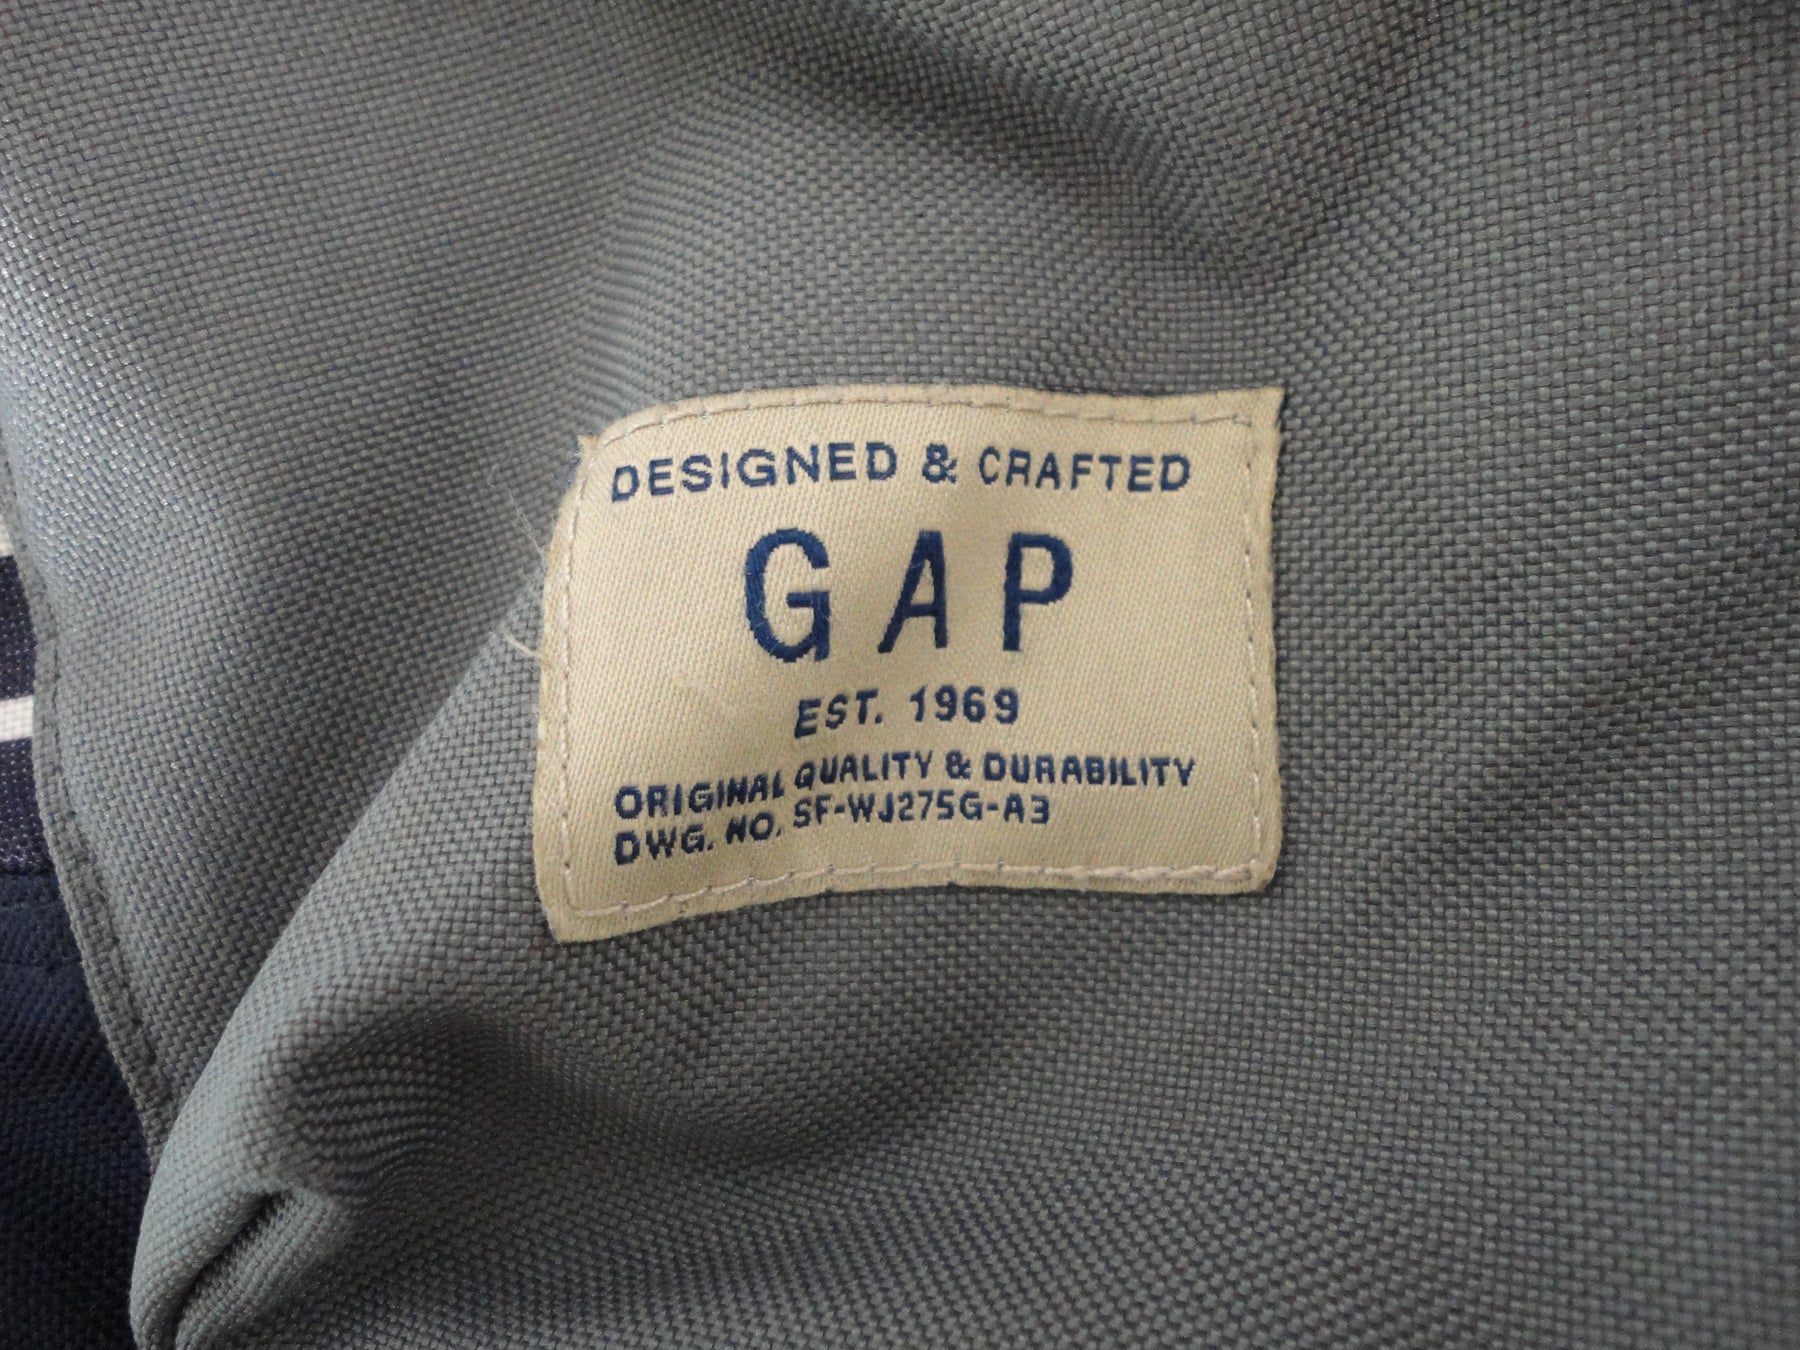 DESIGNED & CRAFTED
GAP
EST. 1969
ORIGINAL QUALITY & DURABILITY
DWG. NO. SF-WJ275G-A3